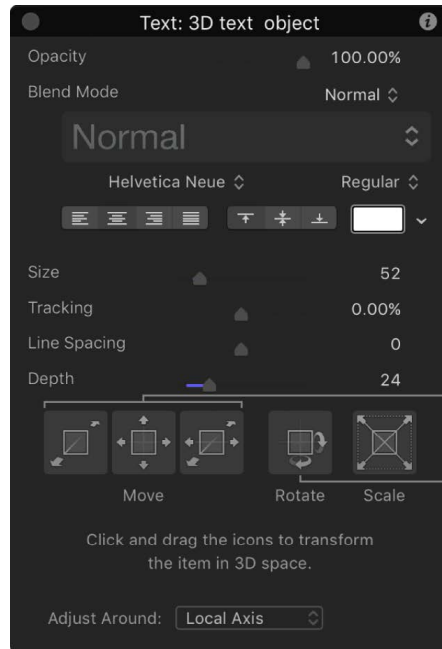 Text: 3D text object
Opacity 100.00%
Blend Mode Normal
Normal
Helvetica Neue Regular
Size 52
Tracking 0.00%
Line Spacing 0
Depth 24
Move Rotate Scale
Click and drag the icons to transform
the item in 3D space.
Adjust Around: Local Axis